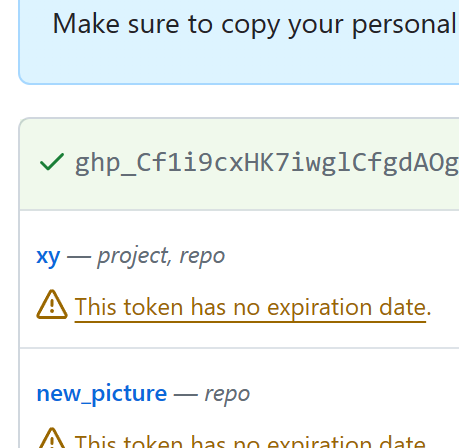 Make sure to copy your personal
ghp_Cf1i9cxHK7iwglCfgdAOg
xy — project, repo
This token has no expiration date.
new_picture — repo
This token has no expiration date